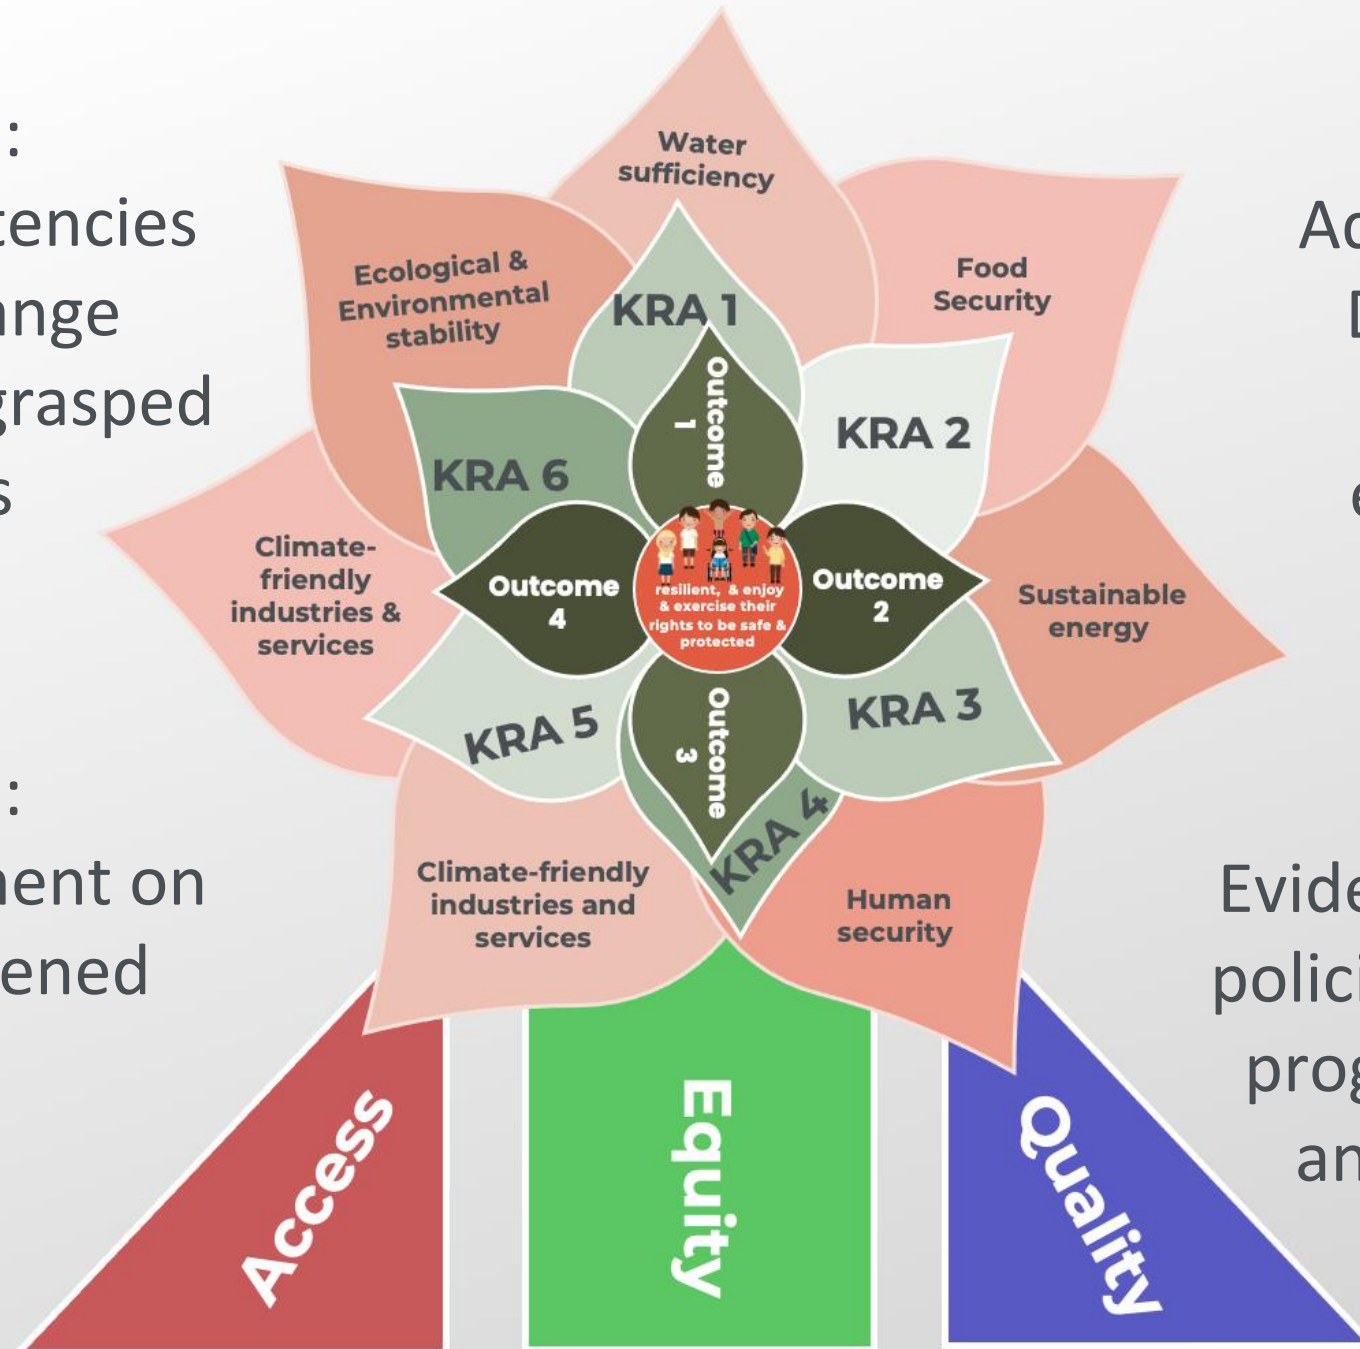 :
tencies
ange
grasped
s
:
ment on
ened
Water
sufficiency
Ecological &
Environmental
stability
Food
Security
KRA 1
Outcome
1
KRA 2
KRA 6
Climate-
friendly
industries &
services
Outcome
4
resilient, & enjoy
& exercise their
rights to be safe &
protected
Outcome
2
Sustainable
energy
KRA 5
Outcome
3
KRA 3
KRA 4
Climate-friendly
industries and
services
Human
security
Access
Equity
Quality
Evide
polici
prog
an